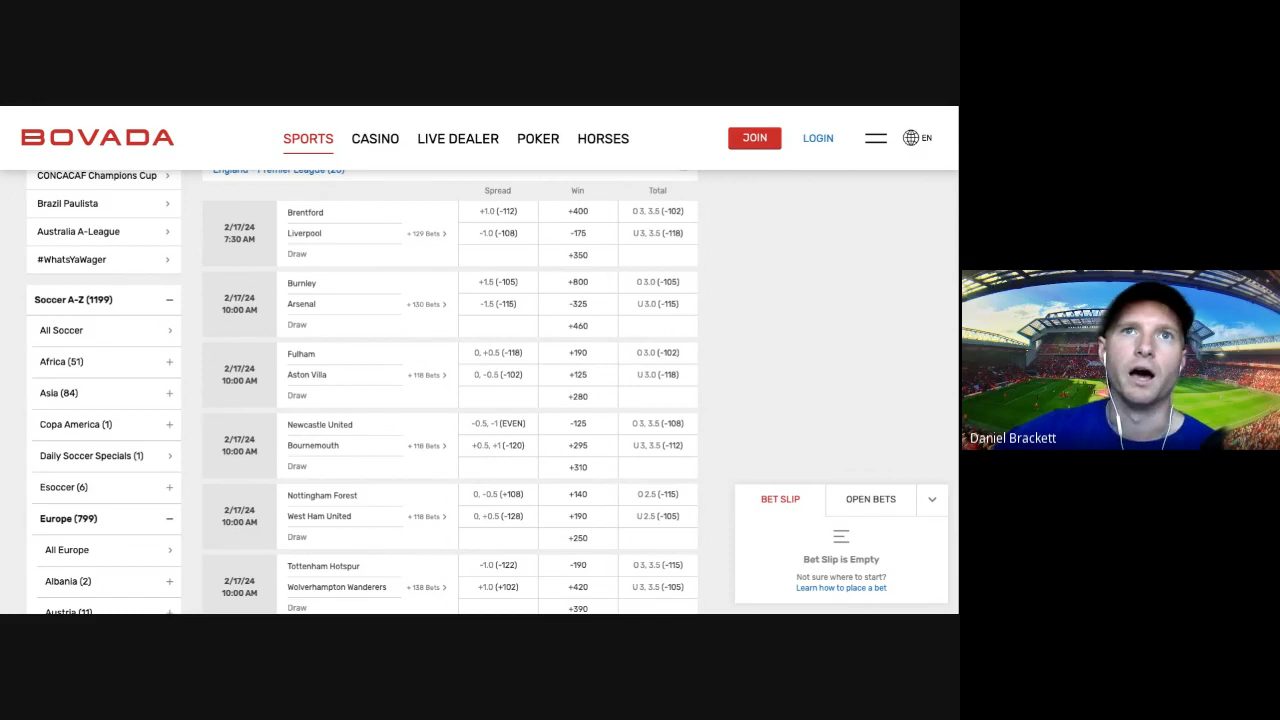 BOVADA
SPORTS CASINO LIVE DEALER POKER HORSES
JOIN LOGIN EN
CONCACAF Champions Cup
Brazil Paulista
Australia A-League
#WhatsYaWager
Soccer A-Z (1199)
All Soccer
Africa (51)
Asia (84)
Copa America (1)
Daily Soccer Specials (1)
Esoccer (6)
Europe (799)
All Europe
Albania (2)
Austria (11)
England - Premier League (20)
Spread Win Total
2/17/24
7:30 AM
Brentford +1.0 (-112) +400 O 3, 3.5 (-102)
Liverpool + 129 Bets -1.0 (-108) -175 U 3, 3.5 (-118)
Draw +350
2/17/24
10:00 AM
Burnley +1.5 (-105) +800 O 3.0 (-105)
Arsenal + 130 Bets -1.5 (-115) -325 U 3.0 (-115)
Draw +460
2/17/24
10:00 AM
Fulham 0, +0.5 (-118) +190 O 3.0 (-102)
Aston Villa + 118 Bets 0, -0.5 (-102) +125 U 3.0 (-118)
Draw +280
2/17/24
10:00 AM
Newcastle United -0.5, -1 (EVEN) -125 O 3, 3.5 (-108)
Bournemouth + 118 Bets +0.5, +1 (-120) +295 U 3, 3.5 (-112)
Draw +310
2/17/24
10:00 AM
Nottingham Forest 0, -0.5 (+108) +140 O 2.5 (-115)
West Ham United + 118 Bets 0, +0.5 (-128) +190 U 2.5 (-105)
Draw +250
2/17/24
10:00 AM
Tottenham Hotspur -1.0 (-122) -190 O 3, 3.5 (-115)
Wolverhampton Wanderers + 138 Bets +1.0 (+102) +420 U 3, 3.5 (-105)
Draw +390
BET SLIP OPEN BETS
Bet Slip is Empty
Not sure where to start?
Learn how to place a bet
Daniel Brackett